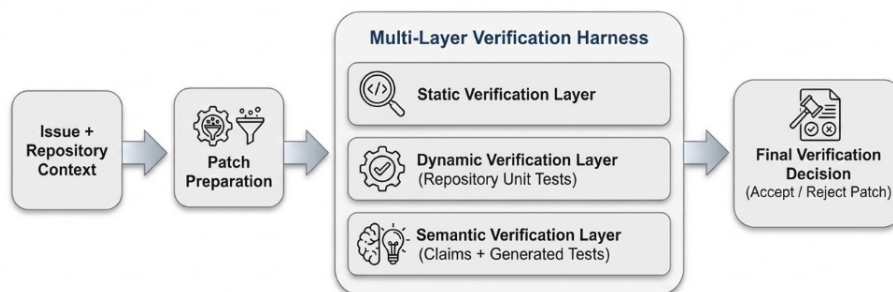 Issue +
Repository
Context
Patch
Preparation
Multi-Layer Verification Harness
</>
Static Verification Layer
Dynamic Verification Layer
(Repository Unit Tests)
Semantic Verification Layer
(Claims + Generated Tests)
Final Verification
Decision
(Accept / Reject Patch)